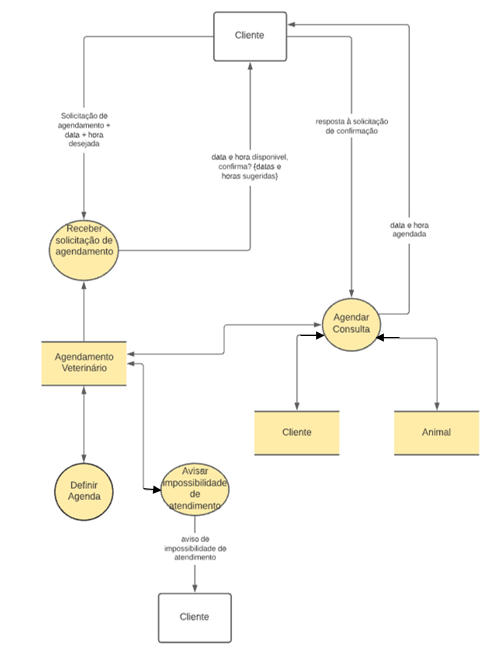 Cliente
Solicitação de
agendamento +
data + hora
desejada
resposta à solicitação
de confirmação
data e hora disponivel,
confirma? {datas e
horas sugeridas}
data e hora
agendada
Receber
solicitação de
agendamento
Agendar
Consulta
Agendamento
Veterinário
Cliente
Animal
Definir
Agenda
Avisar
impossibilidade
de
atendimento
aviso de
impossibilidade de
atendimento
Cliente